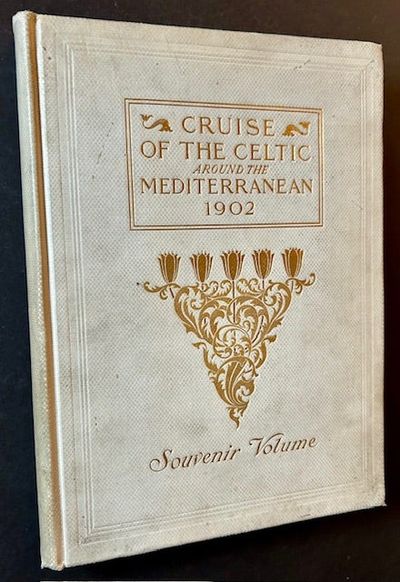 CRUISE
OF THE CELTIC
AROUND THE
MEDITERRANEAN
1902
Souvenir Volume